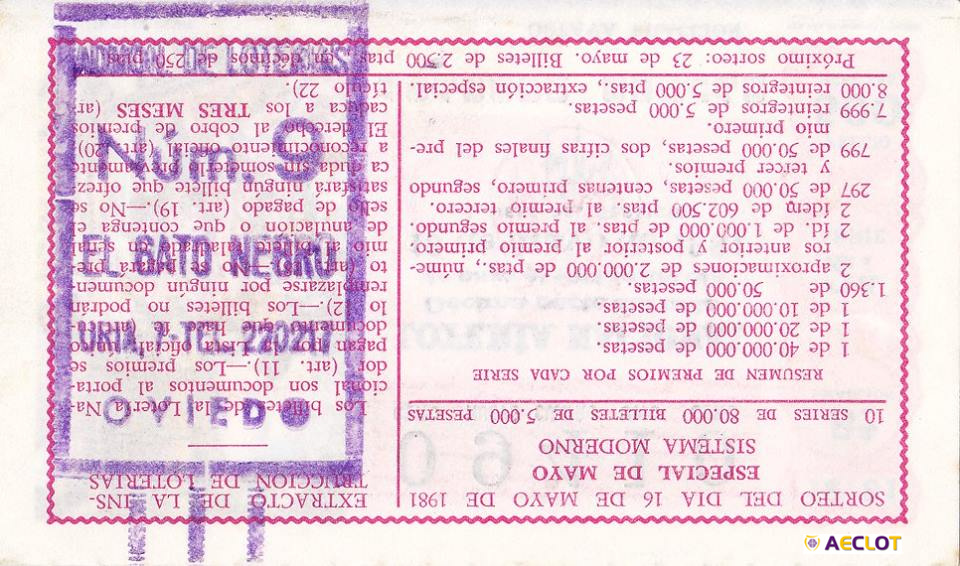 SORTEO DEL DIA 16 DE MAYO DE 1981
ESPECIAL DE MAYO
SISTEMA MODERNO
10 SERIES DE 80.000 BILLETES DE 5.000 PESETAS
RESUMEN DE PREMIOS POR CADA SERIE
1 de 40.000.000 de pesetas.
1 de 20.000.000 de pesetas
1 de 10.000.000 de pesetas
1.360 de 50.000 pesetas.
2 aproximaciones de 2.000.000 de ptas., núme-
ros anterior y posterior al premio primero
2 íd. de 1.000.000 de ptas. al premio segundo
2 ídem de 602.500 ptas. al premio tercero.
297 de 50.000 pesetas, centenas primero, segundo
y tercer premios.
799 de 50.000 pesetas, dos cifras finales del pre-
mio primero.
7.999 reintegros de 5.000 pesetas.
8.000 reintegros de 5.000 ptas., extracción especial.
EXTRACTO DE LA INS-
TRUCCION DE LOTERIAS
Los billetes de la Lotería Na-
cional son documentos al porta-
dor (art. 11).—Los premios se
pagan por la Lista oficial, único
documento que hace fe (artícu-
lo 12).—Los billetes no podrán
remplazarse por ningún documen-
to (art. No se pagará pre-
mio al billete taladrado en señal
de anulación o que contenga el
sello de pagado (art. 19).—No se
satisfará ningún billete que ofrez-
ca duda sin someterlo previamente
a reconocimiento oficial (art. 20)
El derecho al cobro de premios
caduca a los TRES MESES (ar-
tículo 22).
Próximo sorteo: 23 de mayo. Billetes de 2.500 ptas. en décimos de 250 ptas.
ADMON. DE LOTERIAS
Núm. 9
EL GATO NEGRO
URIA, 1-TEL.
OVIEDO
AECLOT